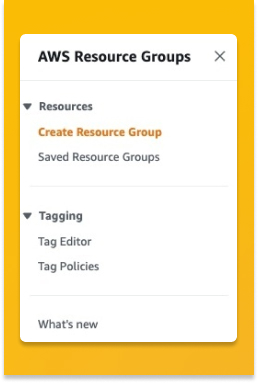 AWS Resource Groups
Resources
Create Resource Group
Saved Resource Groups
Tagging
Tag Editor
Tag Policies
What's new